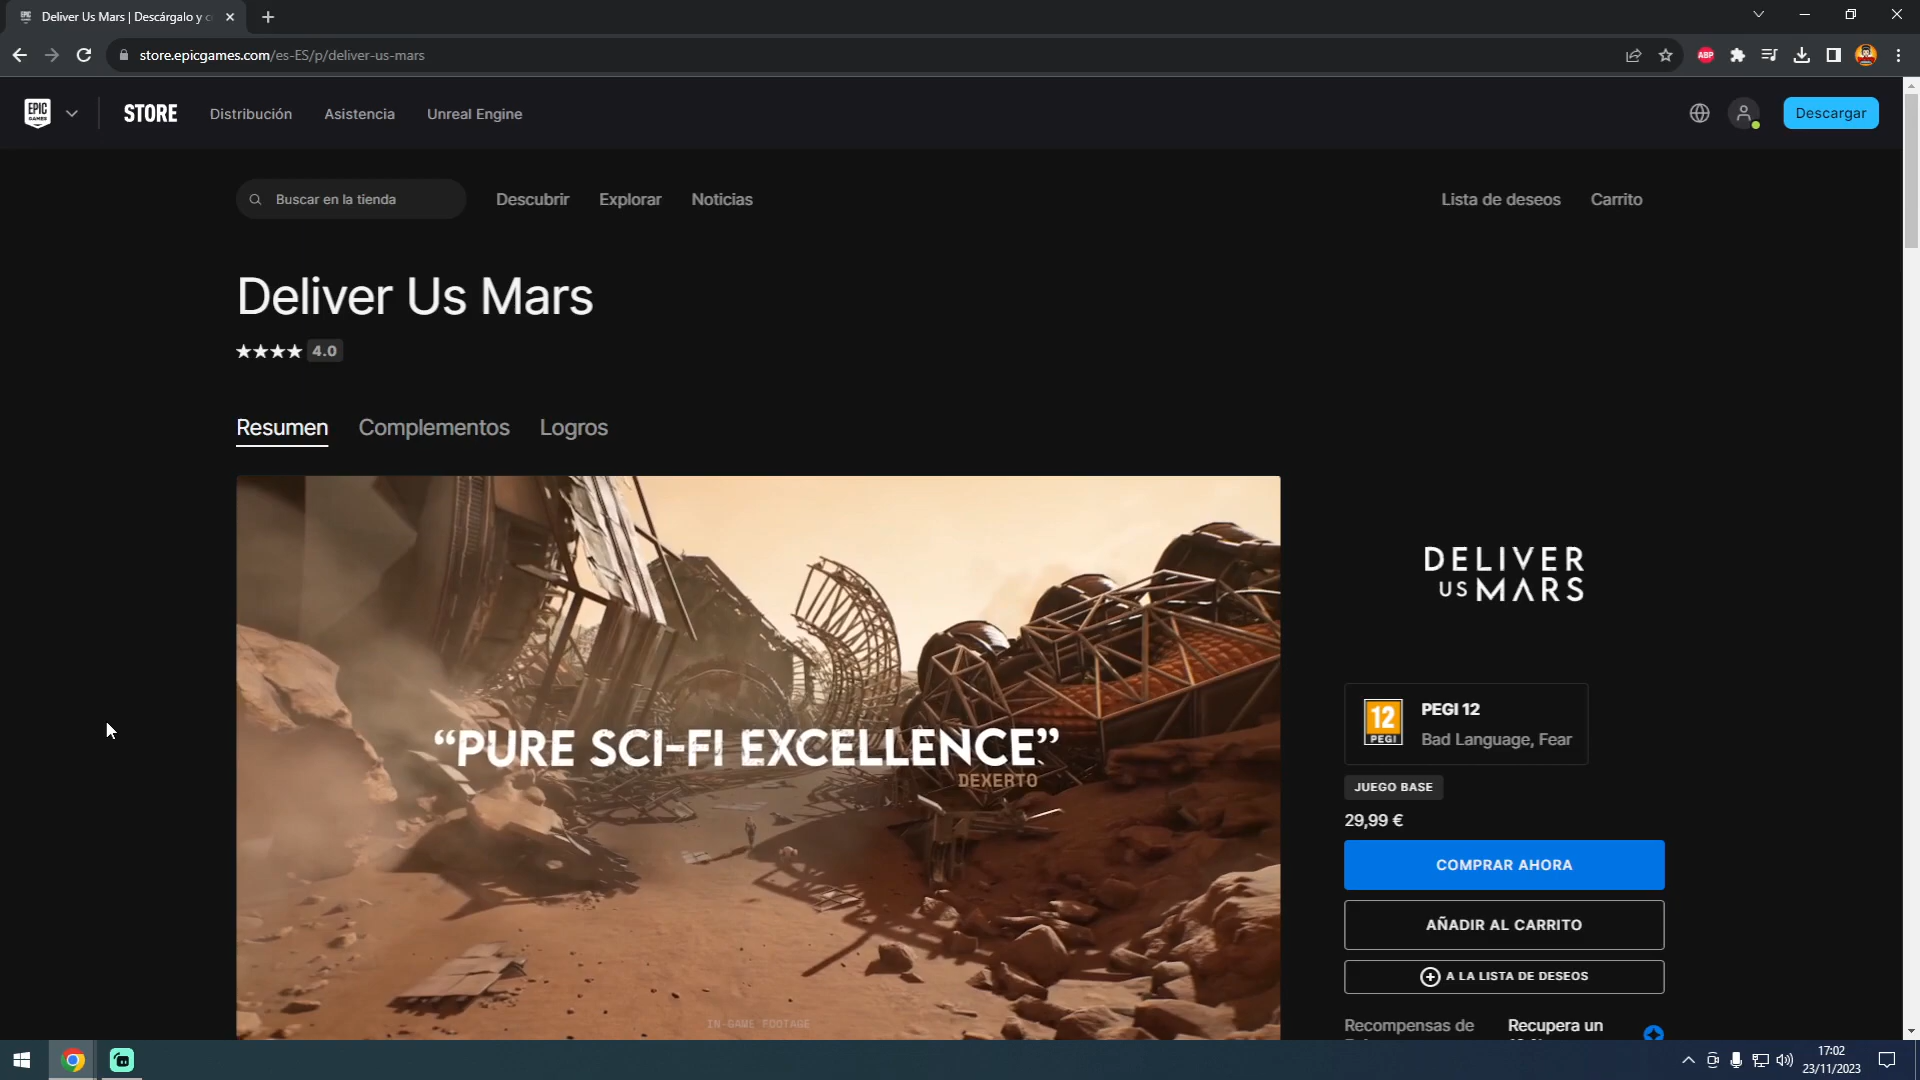 Deliver Us Mars | Descárgalo y c
store.epicgames.com/es-ES/p/deliver-us-mars
ABP
EPIC GAMES
STORE
Distribución
Asistencia
Unreal Engine
Descargar
Buscar en la tienda
Descubrir
Explorar
Noticias
Lista de deseos
Carrito
Deliver Us Mars
4.0
Resumen
Complementos
Logros
“PURE SCI-FI EXCELLENCE”
DEXERTO
IN-GAME FOOTAGE
DELIVER
US MARS
12
PEGI
PEGI 12
Bad Language, Fear
JUEGO BASE
29,99 €
COMPRAR AHORA
AÑADIR AL CARRITO
A LA LISTA DE DESEOS
Recompensas de
Recupera un
17:02
23/11/2023